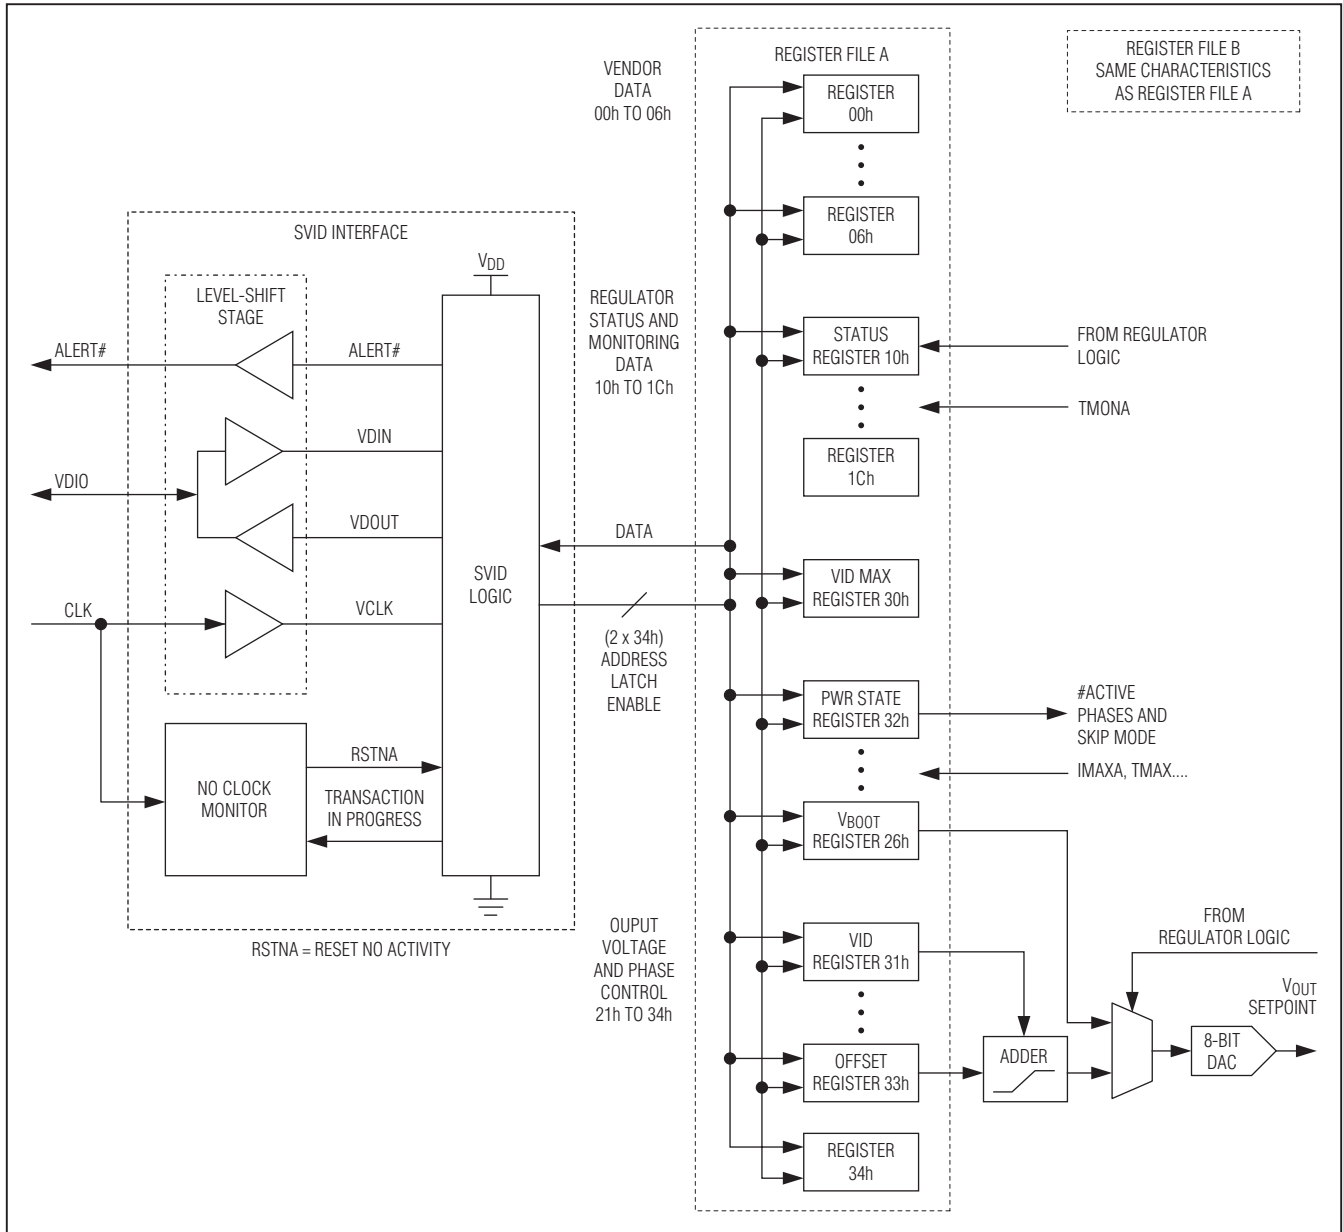 REGISTER FILE A
REGISTER FILE B
SAME CHARACTERISTICS
AS REGISTER FILE A
VENDOR
DATA
00h TO 06h
REGISTER
00h
REGISTER
06h
SVID INTERFACE
LEVEL-SHIFT
STAGE
VDD
ALERT#
ALERT#
VDIN
VDIO
VDOUT
CLK
VCLK
SVID
LOGIC
NO CLOCK
MONITOR
RSTNA
TRANSACTION
IN PROGRESS
RSTNA = RESET NO ACTIVITY
REGULATOR
STATUS AND
MONITORING
DATA
10h TO 1Ch
STATUS
REGISTER 10h
FROM REGULATOR
LOGIC
TMONA
REGISTER
1Ch
DATA
(2 x 34h)
ADDRESS
LATCH
ENABLE
VID MAX
REGISTER 30h
PWR STATE
REGISTER 32h
#ACTIVE
PHASES AND
SKIP MODE
IMAXA, TMAX....
VBOOT
REGISTER 26h
OUPUT
VOLTAGE
AND PHASE
CONTROL
21h TO 34h
VID
REGISTER 31h
OFFSET
REGISTER 33h
REGISTER
34h
ADDER
FROM
REGULATOR LOGIC
VOUT
SETPOINT
8-BIT
DAC